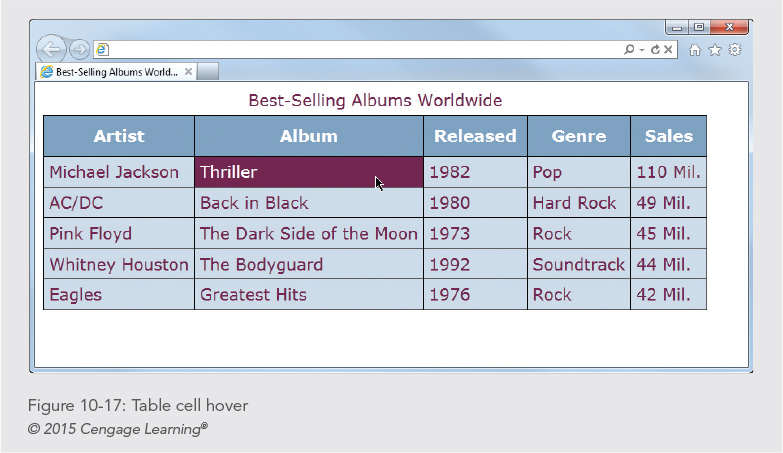 Best-Selling Albums World...
Best-Selling Albums Worldwide
Artist Album Released Genre Sales
Michael Jackson Thriller 1982 Pop 110 Mil.
AC/DC Back in Black 1980 Hard Rock 49 Mil.
Pink Floyd The Dark Side of the Moon 1973 Rock 45 Mil.
Whitney Houston The Bodyguard 1992 Soundtrack 44 Mil.
Eagles Greatest Hits 1976 Rock 42 Mil.
Figure 10-17: Table cell hover
© 2015 Cengage Learning®